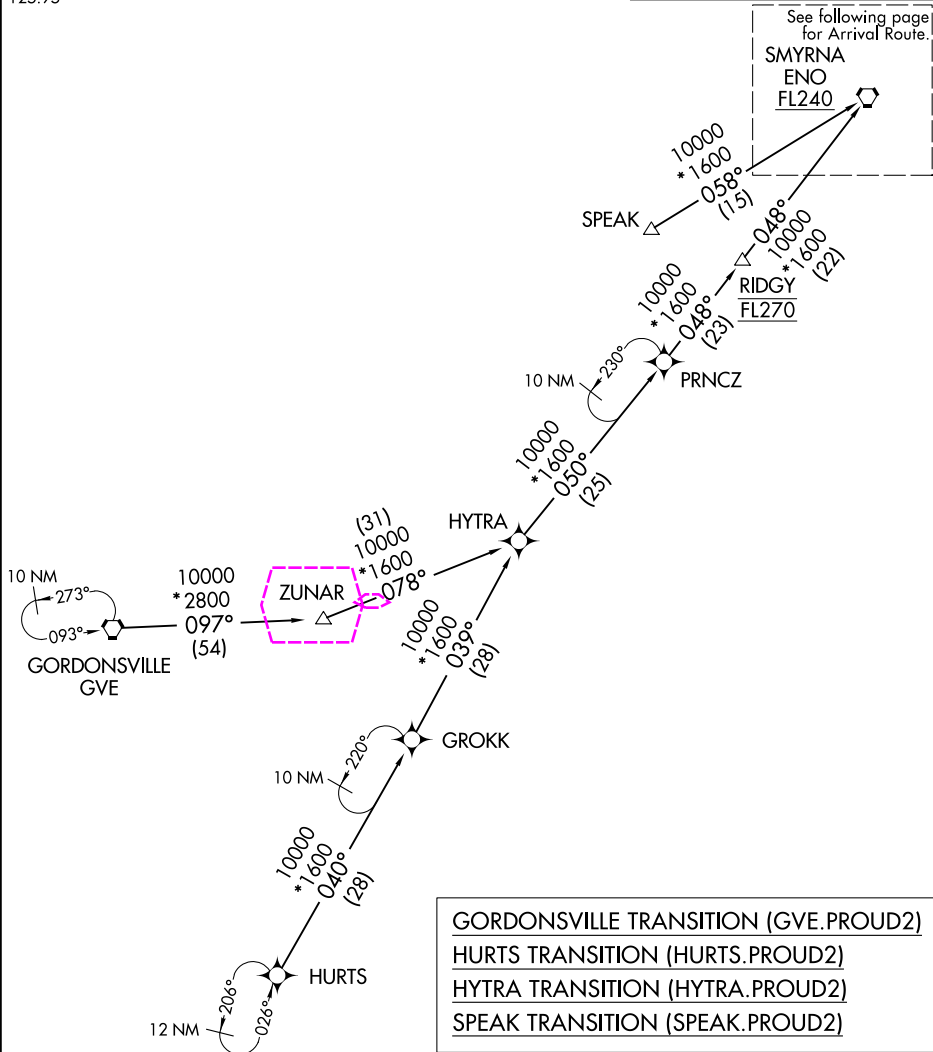 See following page
for Arrival Route.
SMYRNA
ENO
FL240
10000
*1600
058°
(15)
SPEAK
048°
10000
*1600
(22)
RIDGY
FL270
10000
*1600
048°
(23)
230°
10 NM
PRNCZ
10000
*1600
050°
(25)
HYTRA
(31)
10000
*1600
078°
ZUNAR
10 NM
273°
093°
10000
*2800
097°
(54)
GORDONSVILLE
GVE
10000
*1600
039°
(28)
220°
10 NM
GROKK
10000
*1600
040°
(28)
HURTS
206°
026°
12 NM
GORDONSVILLE TRANSITION (GVE.PROUD2)
HURTS TRANSITION (HURTS.PROUD2)
HYTRA TRANSITION (HYTRA.PROUD2)
SPEAK TRANSITION (SPEAK.PROUD2)